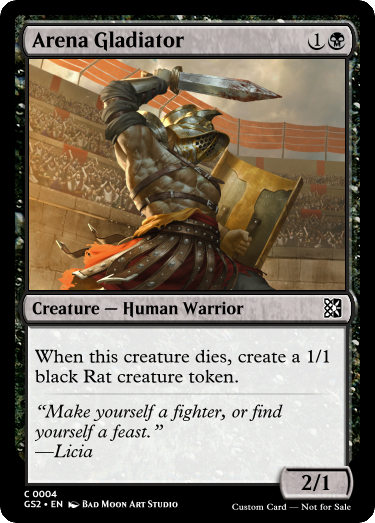 Arena Gladiator 1
Creature — Human Warrior
When this creature dies, create a 1/1
black Rat creature token.
“Make yourself a fighter, or find
yourself a feast.”
—Licia
2/1
C 0004
GS2 • EN Bad Moon Art Studio
Custom Card — Not for Sale